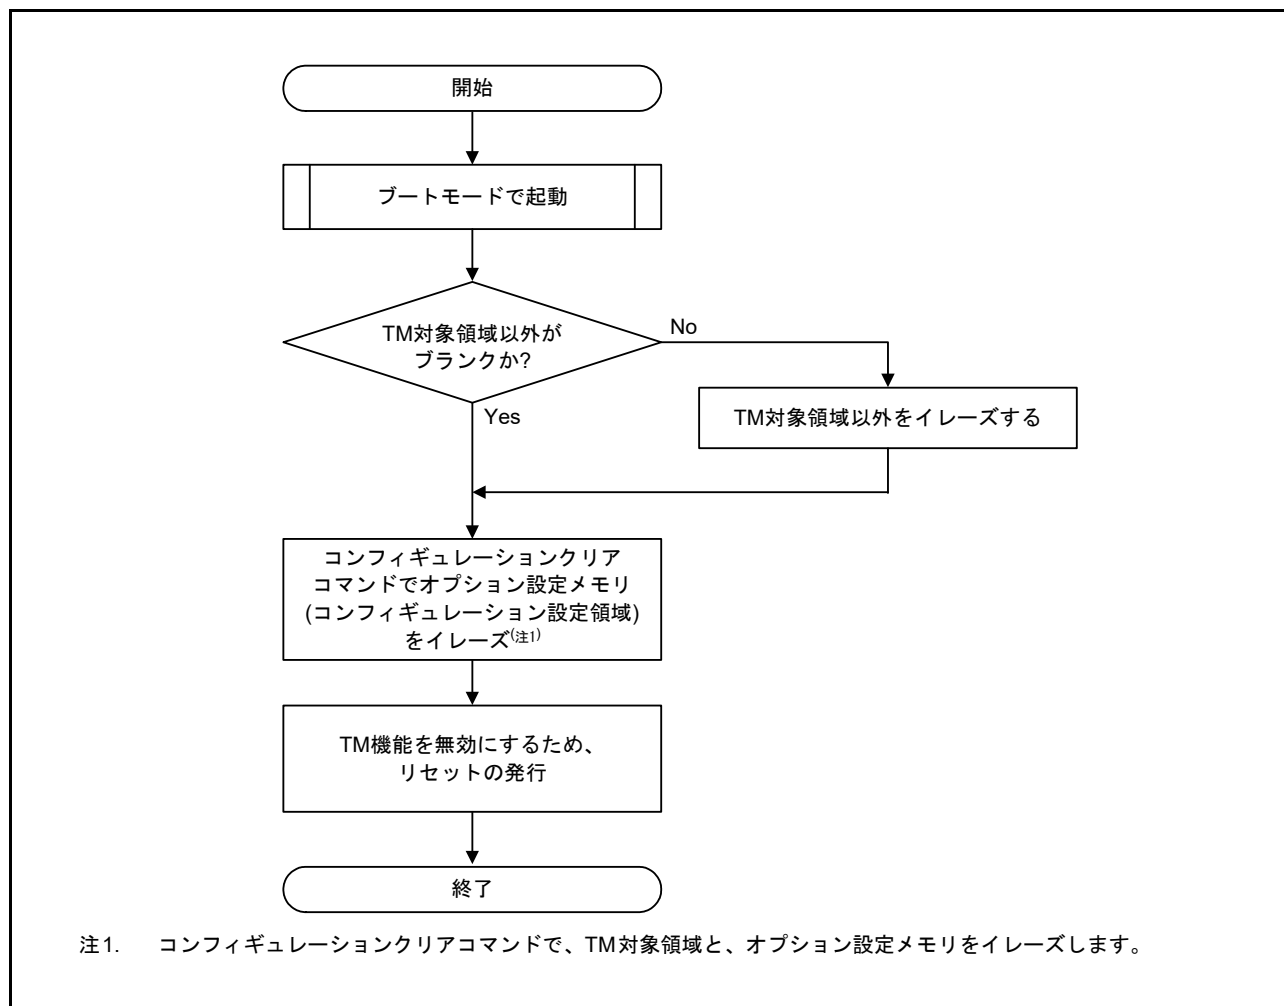 開始
ブートモードで起動
TM対象領域以外が
ブランクか?
No
TM対象領域以外をイレーズする
Yes
コンフィギュレーションクリア
コマンドでオプション設定メモリ
(コンフィギュレーション設定領域)
をイレーズ(注1)
TM機能を無効にするため、
リセットの発行
終了
注1. コンフィギュレーションクリアコマンドで、TM対象領域と、オプション設定メモリをイレーズします。